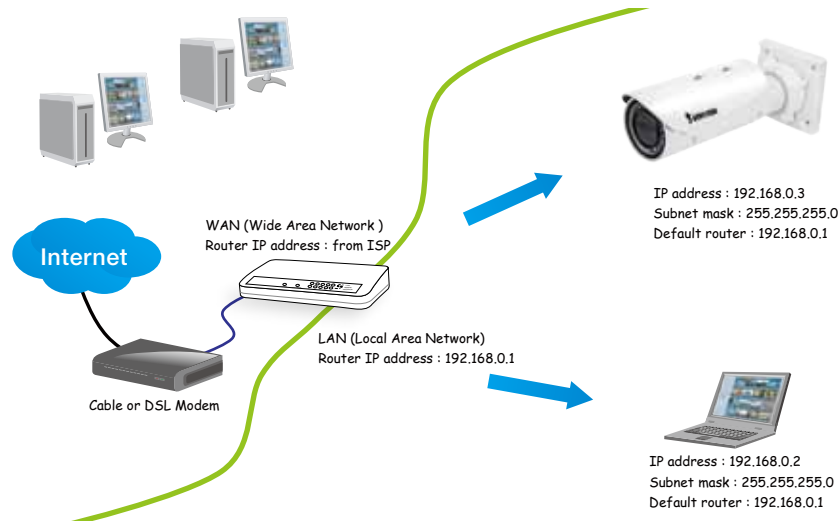 IP address : 192.168.0.3
Subnet mask : 255.255.255.0
Default router : 192.168.0.1
WAN (Wide Area Network )
Router IP address : from ISP
Internet
LAN (Local Area Network)
Router IP address : 192.168.0.1
Cable or DSL Modem
IP address : 192.168.0.2
Subnet mask : 255.255.255.0
Default router : 192.168.0.1